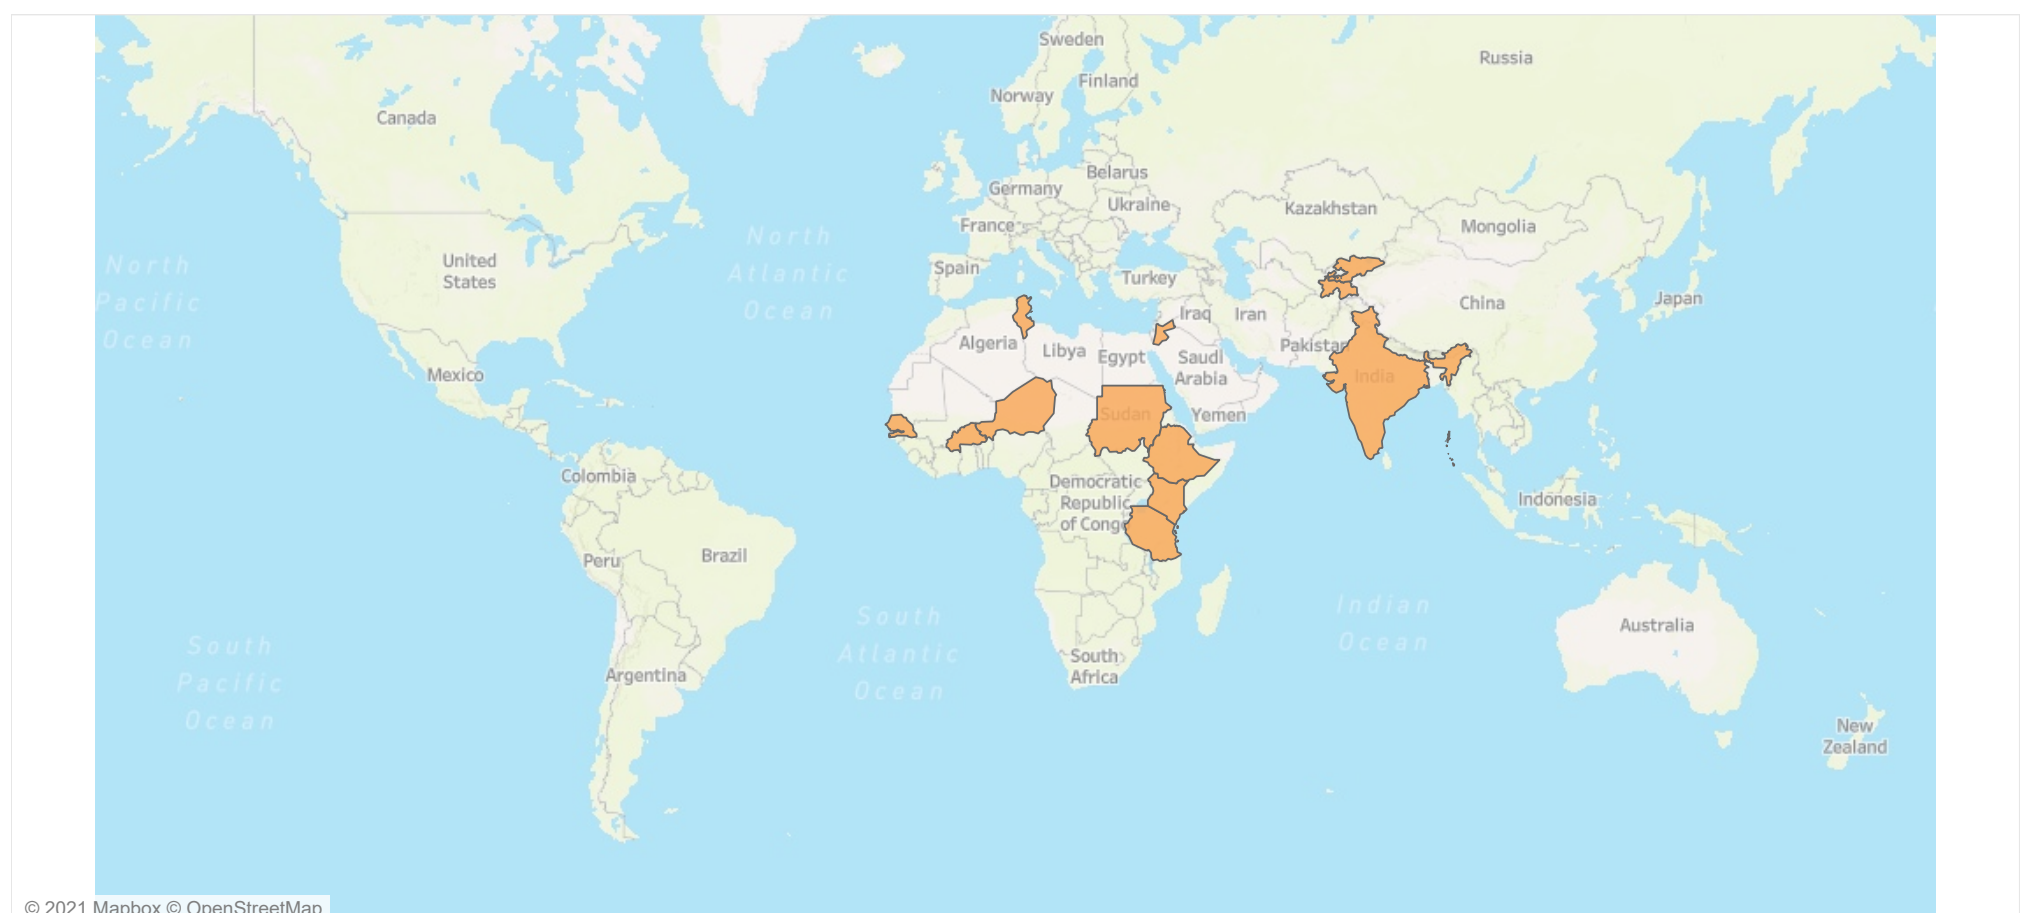 Sweden
Russia
Finland
Norway
Canada
Belarus
Germany
Ukraine
Kazakhstan
France
Mongolia
North
Atlantic
Ocean
North
Pacific
Ocean
United
States
Spain
Turkey
China
Japan
Iraq
Iran
Algeria
Libya
Egypt
Pakistan
Saudi
Arabia
Mexico
India
Sudan
Yemen
Colombia
Democratic
Republic
of Congo
Indonesia
Peru
Brazil
South
Atlantic
Ocean
Indian
Ocean
Australia
South
Pacific
Ocean
South
Africa
Argentina
New
Zealand
© 2021 Mapbox © OpenStreetMap